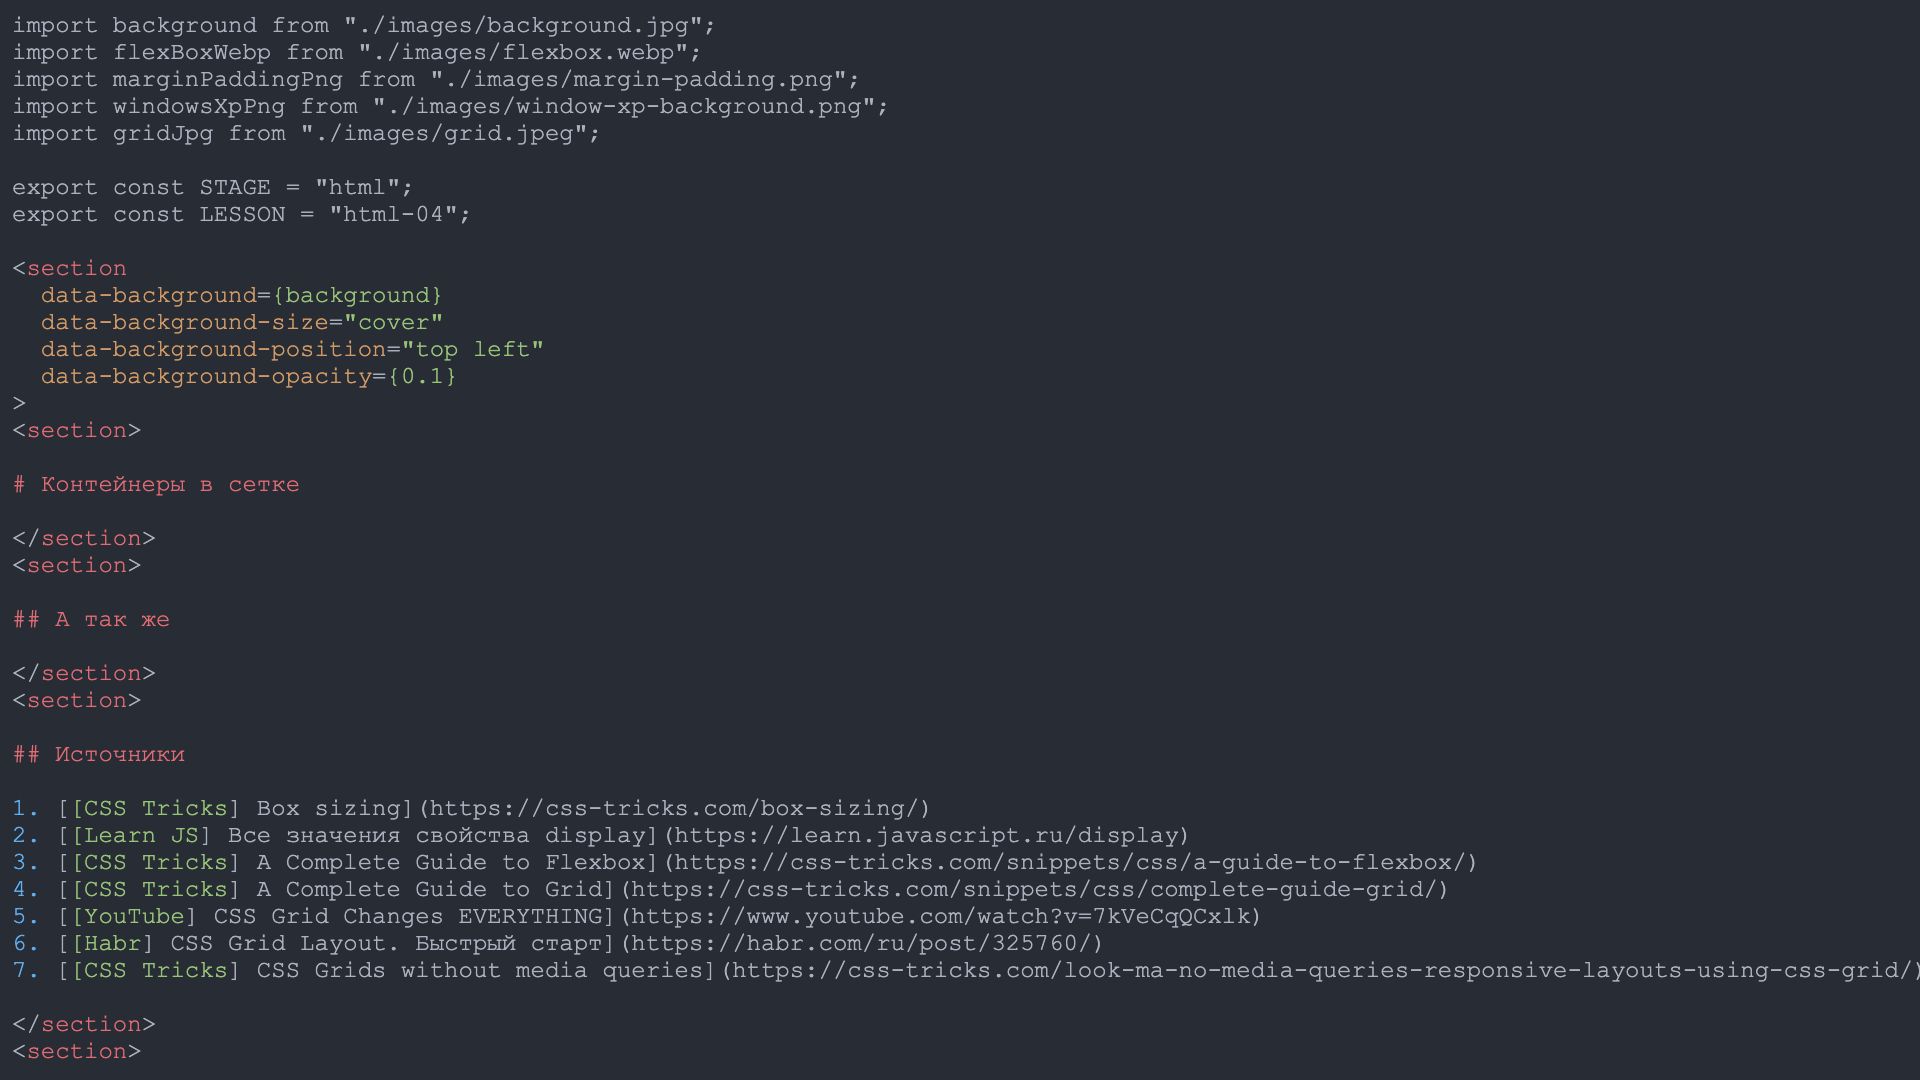 import background from "./images/background.jpg";
import flexBoxWebp from "./images/flexbox.webp";
import marginPaddingPng from "./images/margin-padding.png";
import windowsXpPng from "./images/window-xp-background.png";
import gridJpg from "./images/grid.jpeg";

export const STAGE = "html";
export const LESSON = "html-04";

<section
  data-background={background}
  data-background-size="cover"
  data-background-position="top left"
  data-background-opacity={0.1}
>
<section>

# Контейнеры в сетке

</section>
<section>

## А так же

</section>
<section>

## Источники

1. [[CSS Tricks] Box sizing](https://css-tricks.com/box-sizing/)
2. [[Learn JS] Все значения свойства display](https://learn.javascript.ru/display)
3. [[CSS Tricks] A Complete Guide to Flexbox](https://css-tricks.com/snippets/css/a-guide-to-flexbox/)
4. [[CSS Tricks] A Complete Guide to Grid](https://css-tricks.com/snippets/css/complete-guide-grid/)
5. [[YouTube] CSS Grid Changes EVERYTHING](https://www.youtube.com/watch?v=7kVeCqQCxlk)
6. [[Habr] CSS Grid Layout. Быстрый старт](https://habr.com/ru/post/325760/)
7. [[CSS Tricks] CSS Grids without media queries](https://css-tricks.com/look-ma-no-media-queries-responsive-layouts-using-css-grid/)

</section>
<section>